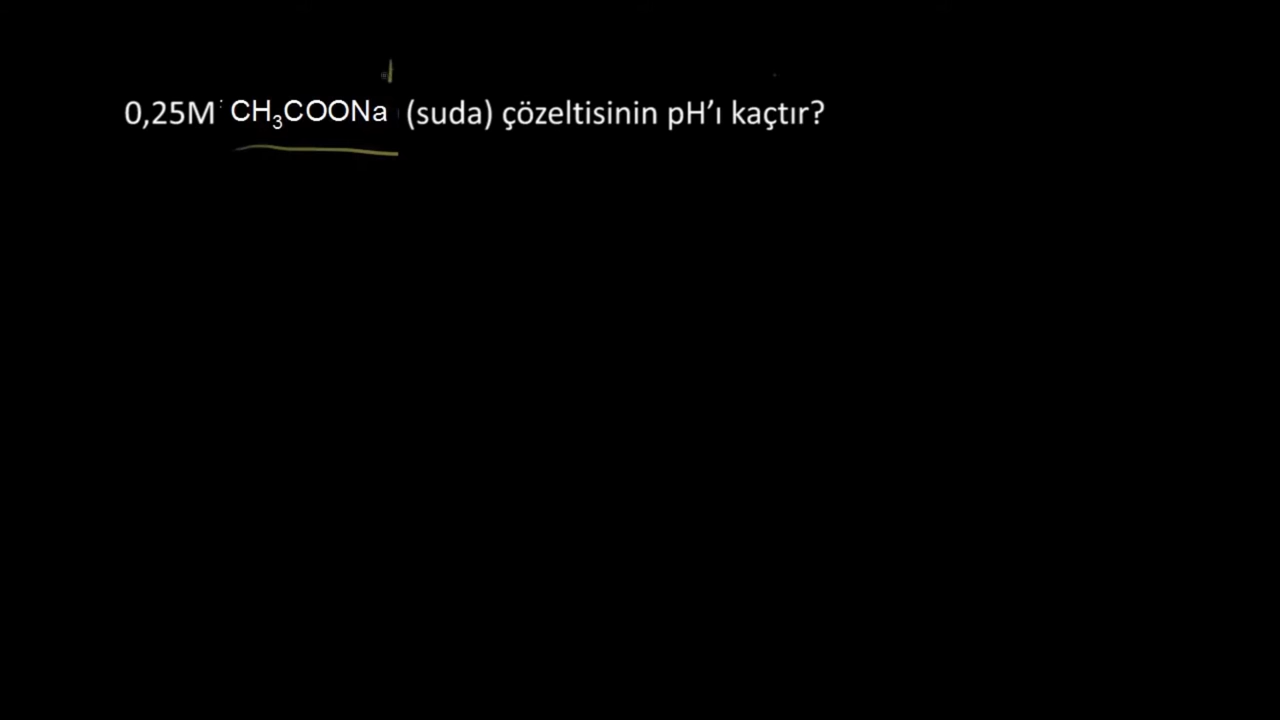 0,25M CH₃COONa (suda) çözeltisinin pH’ı kaçtır?